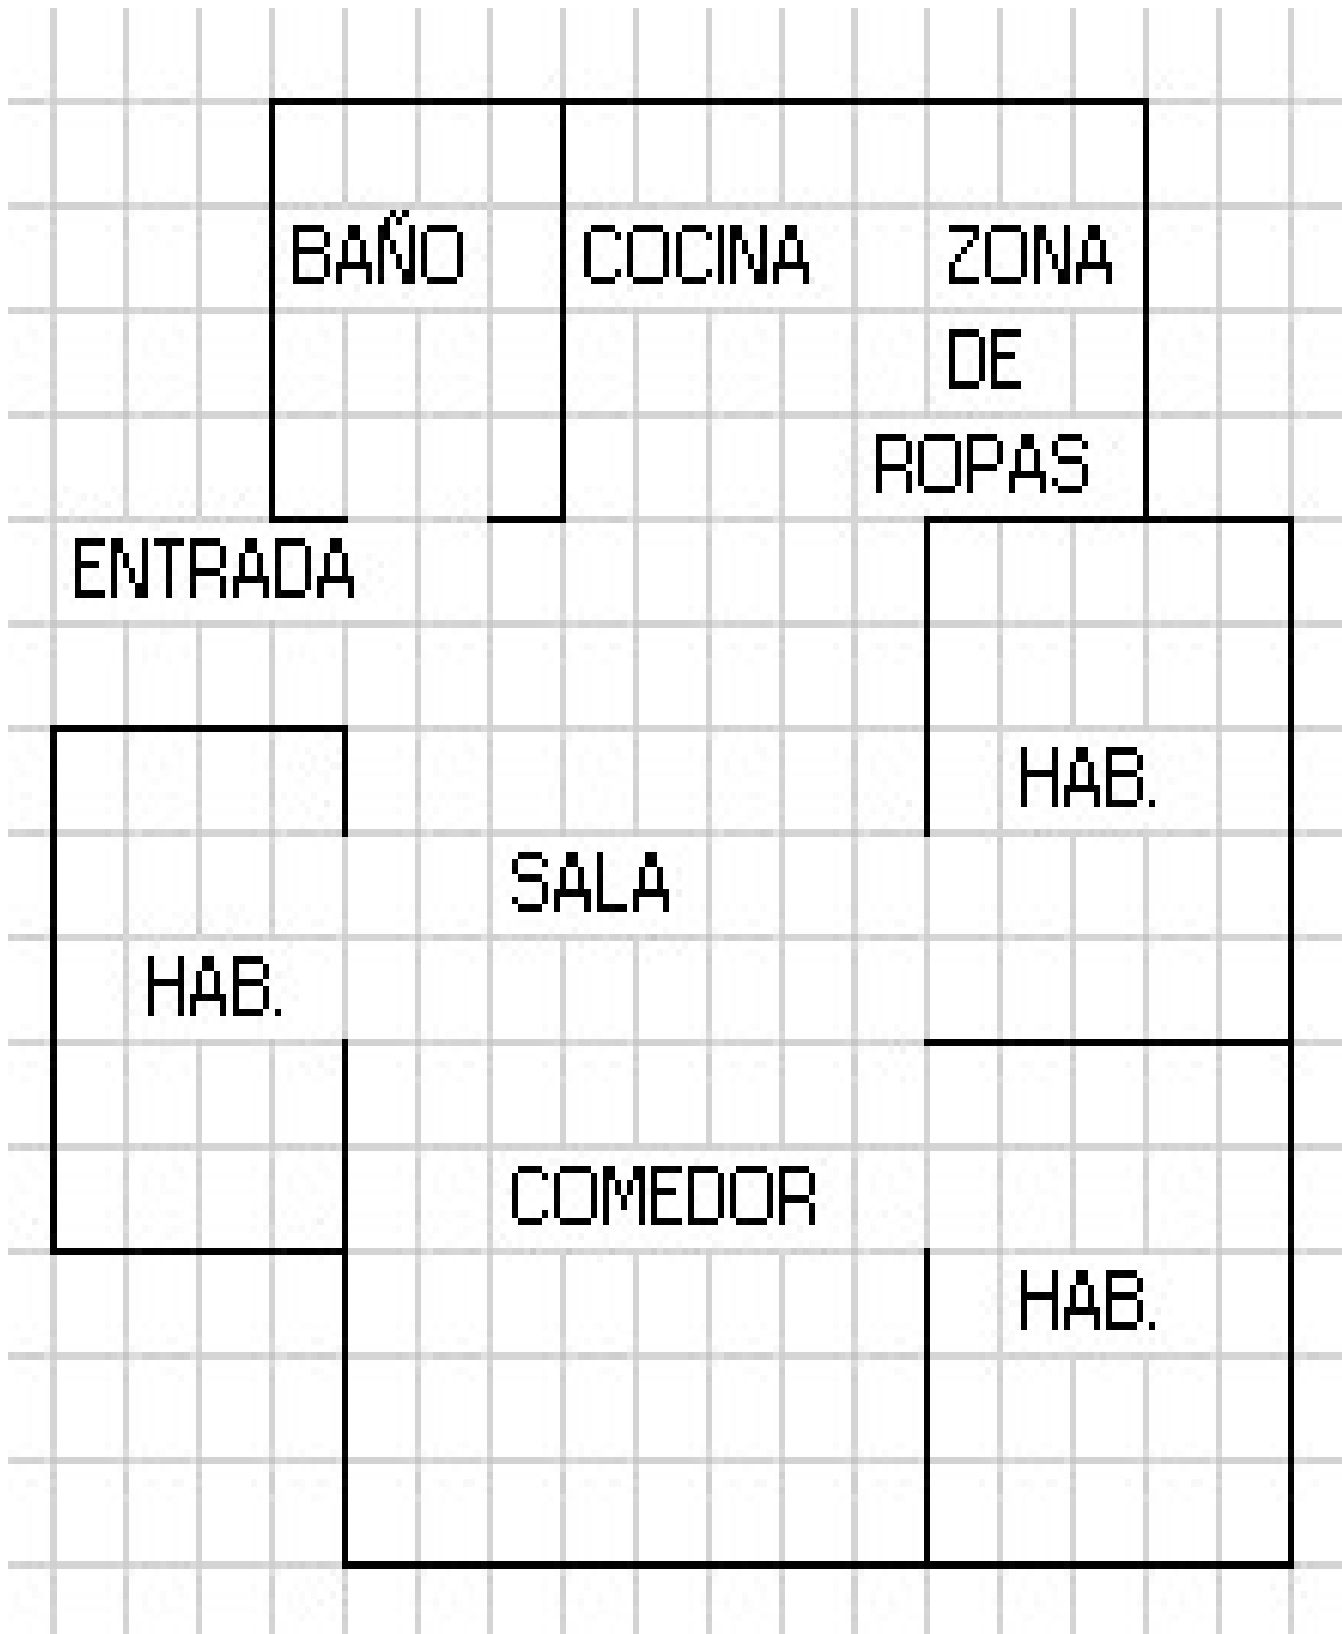 BAÑO COCINA ZONA
DE
ROPAS
ENTRADA
HAB.
SALA
HAB.
COMEDOR
HAB.